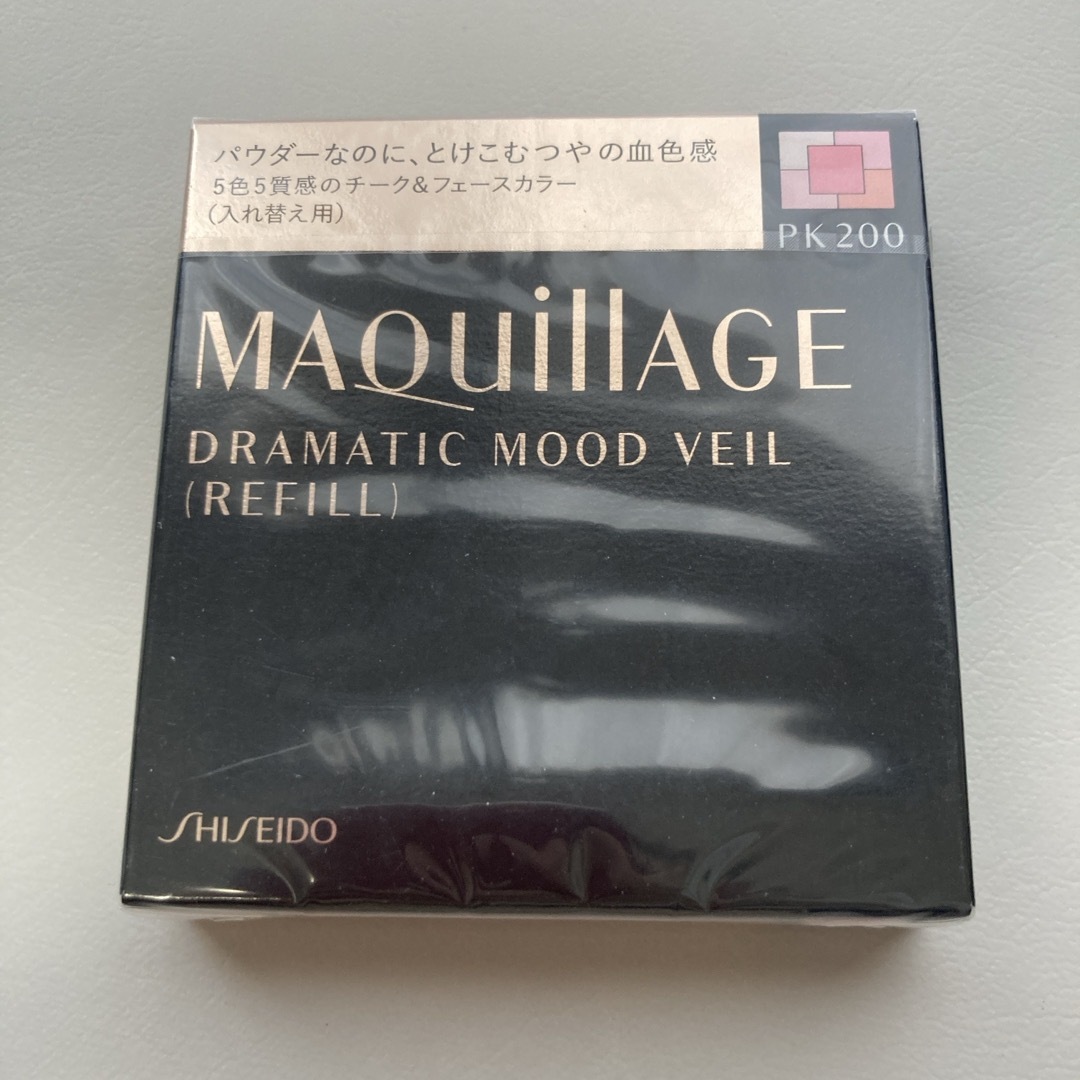 パウダーなのに、とけこむつやの血色感
5色5質感のチーク&フェースカラー
(入れ替え用)
PK200
MAQuillAGE
DRAMATIC MOOD VEIL
(REFILL)
SHISEIDO